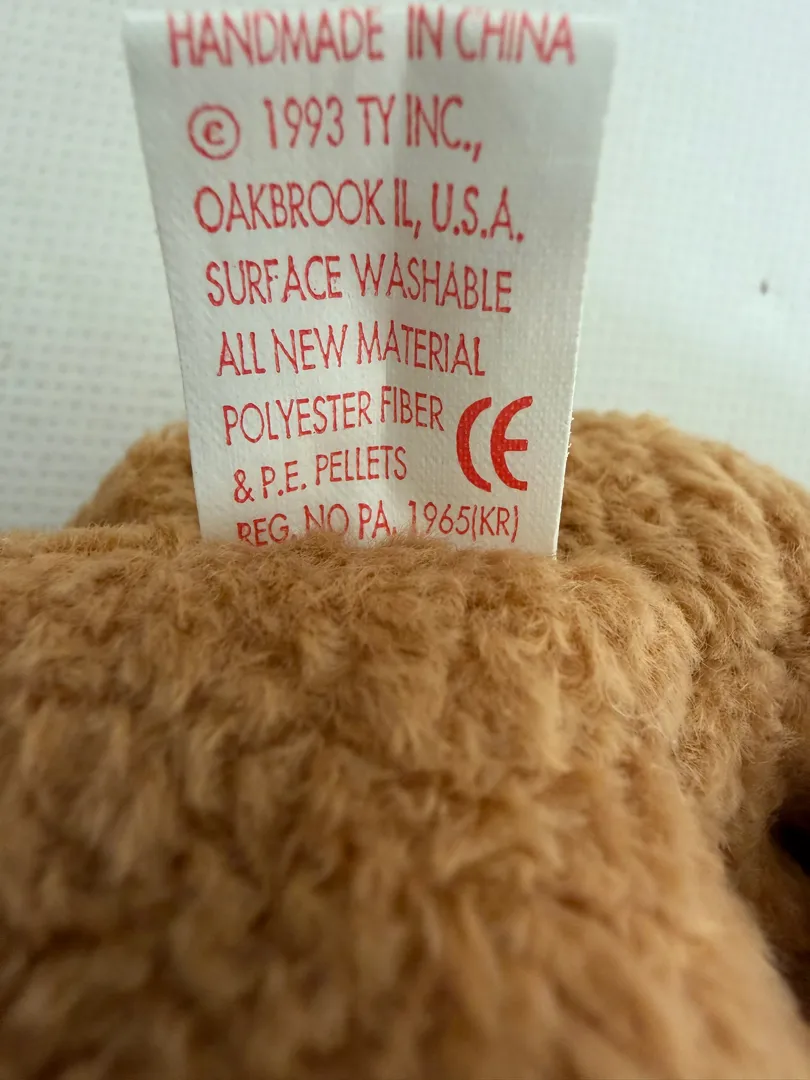 HANDMADE IN CHINA
© 1993 TY INC.,
OAKBROOK IL, U.S.A.
SURFACE WASHABLE
ALL NEW MATERIAL
POLYESTER FIBER
& P.E. PELLETS CE
REG. NO PA. 1965(KR)